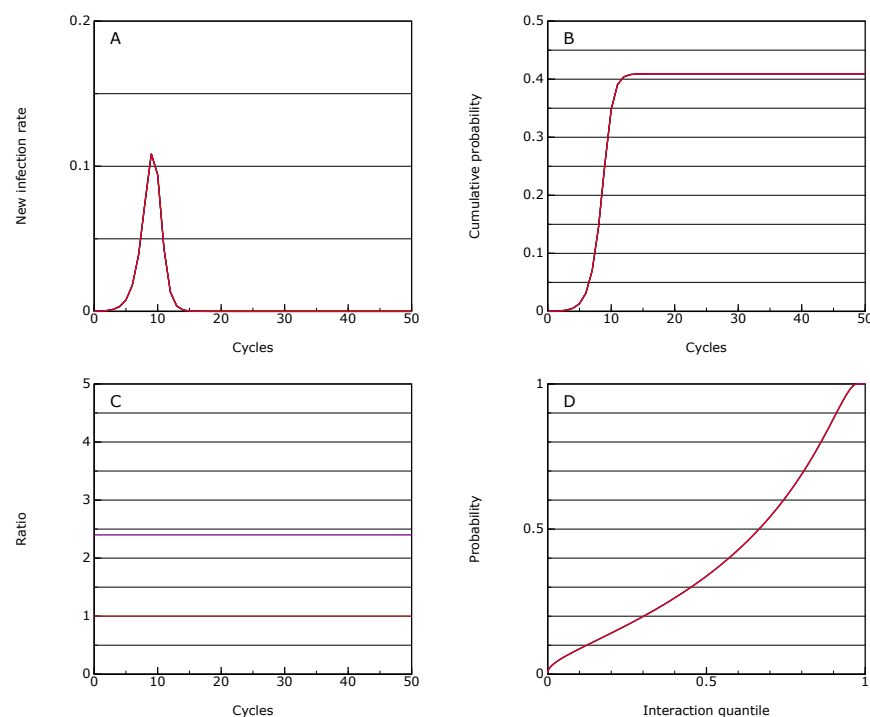 A
0.2
0.1
0
New infection rate
0 10 20 30 40 50
Cycles
B
0.5
0.4
0.3
0.2
0.1
0
Cumulative probability
0 10 20 30 40 50
Cycles
C
5
4
3
2
1
0
Ratio
0 10 20 30 40 50
Cycles
D
1
0.5
0
Probability
0 0.5 1
Interaction quantile